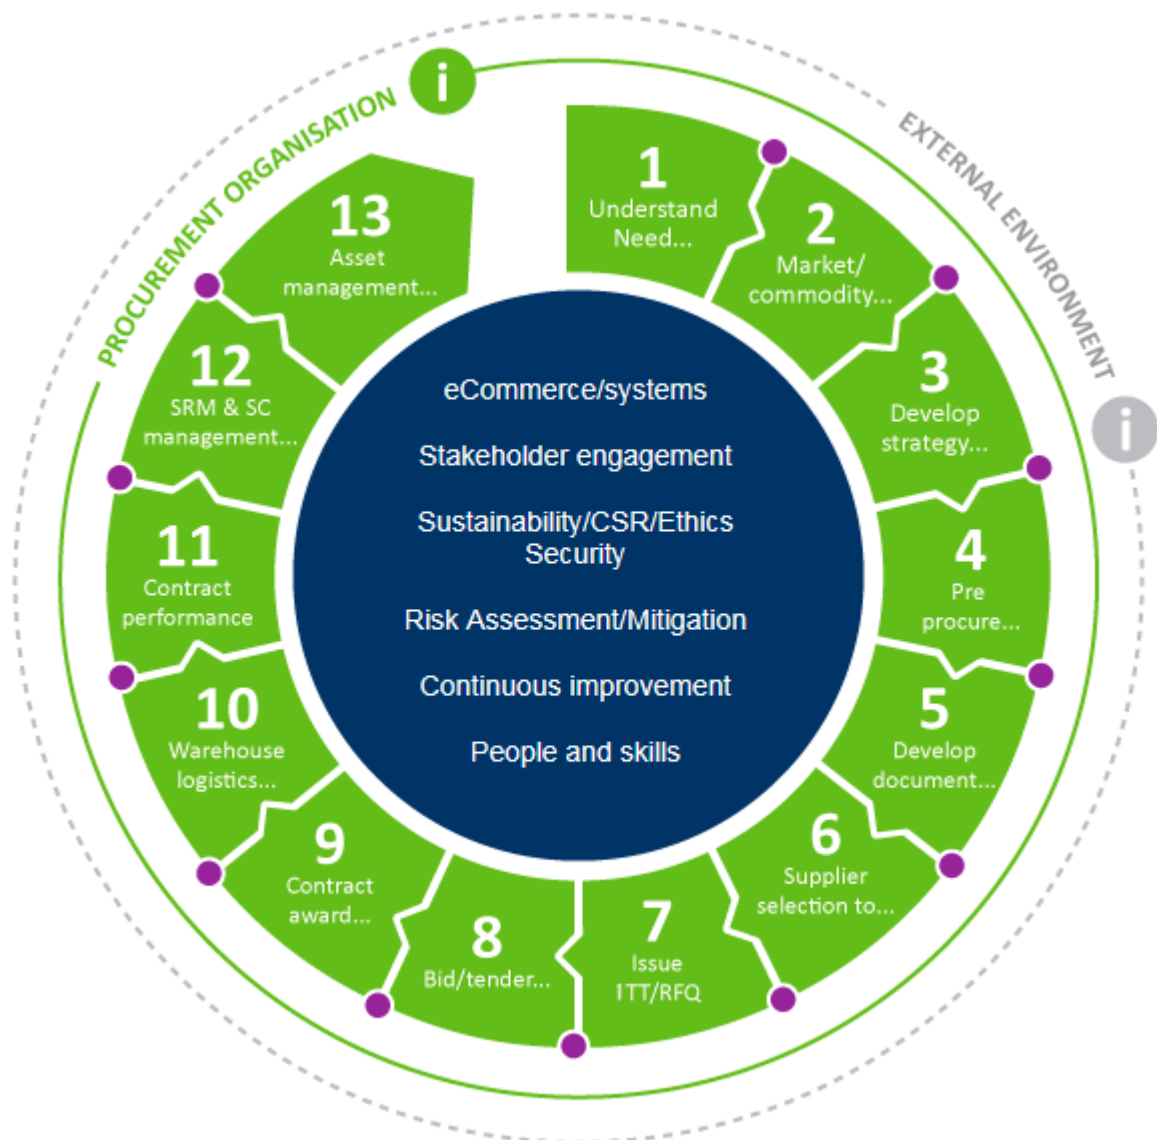 PROCUREMENT ORGANISATION
i
EXTERNAL ENVIRONMENT
i
1
Understand
Need...
2
Market/
commodity...
3
Develop
strategy...
4
Pre
procure...
5
Develop
document...
6
Supplier
selection to...
7
Issue
ITT/RFQ
8
Bid/tender...
9
Contract
award...
10
Warehouse
logistics...
11
Contract
performance
12
SRM & SC
management...
13
Asset
management...
eCommerce/systems
Stakeholder engagement
Sustainability/CSR/Ethics
Security
Risk Assessment/Mitigation
Continuous improvement
People and skills